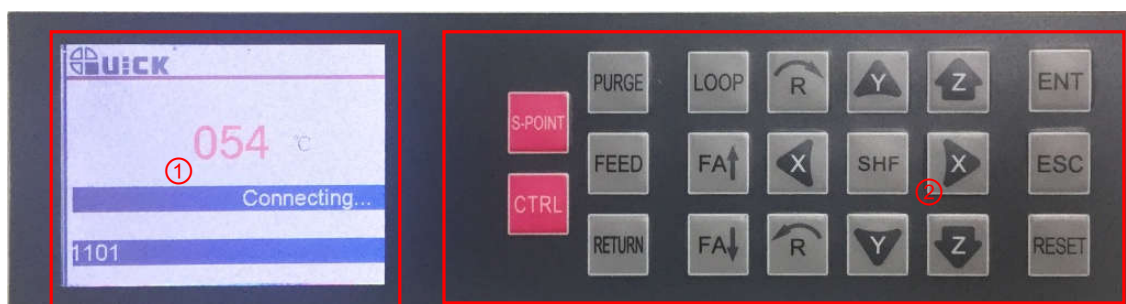 QUICK
054 °C
①
Connecting...
1101
S-POINT
CTRL
PURGE LOOP R Y Z ENT
FEED FA↑ X SHF X ESC
②
RETURN FA↓ R Y Z RESET